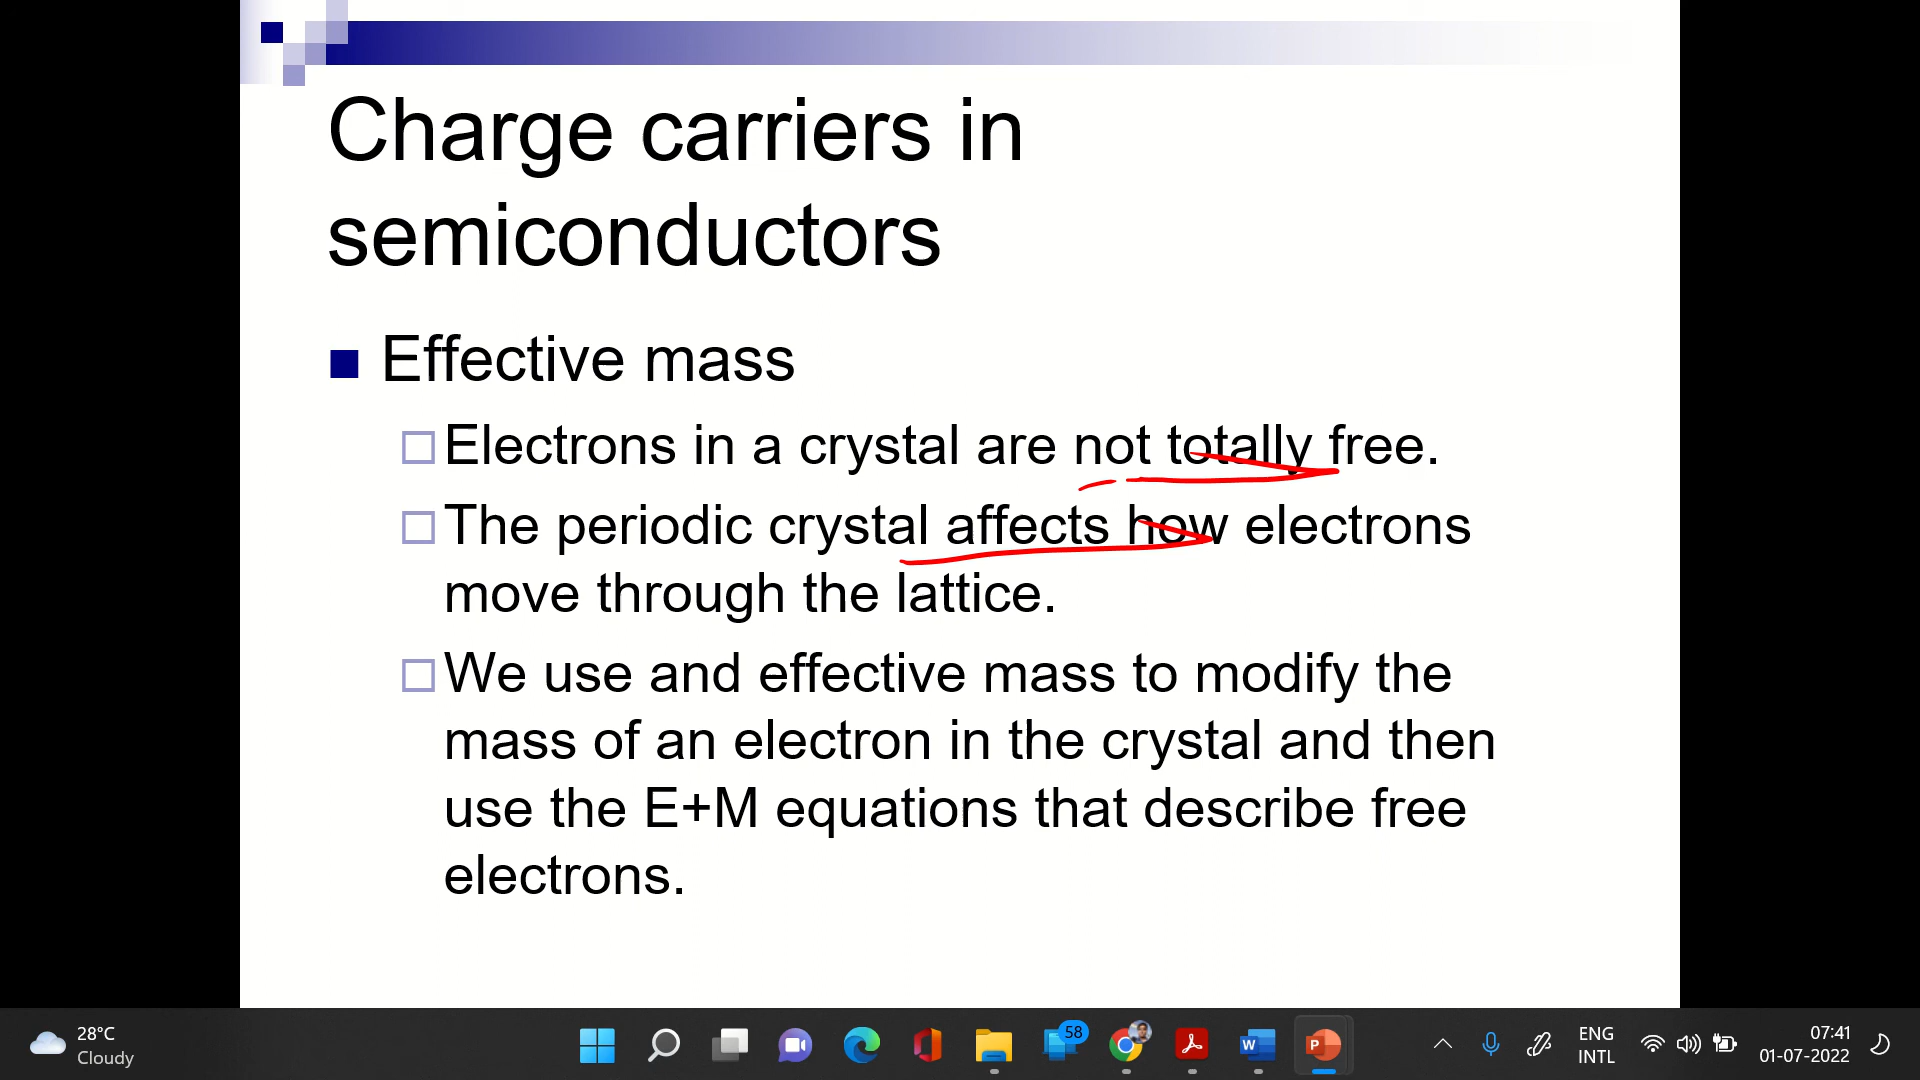 Charge carriers in
semiconductors
Effective mass
Electrons in a crystal are not totally free.
The periodic crystal affects how electrons
move through the lattice.
We use and effective mass to modify the
mass of an electron in the crystal and then
use the E+M equations that describe free
electrons.
28°C
Cloudy
58
W
P
ENG
INTL
07:41
01-07-2022